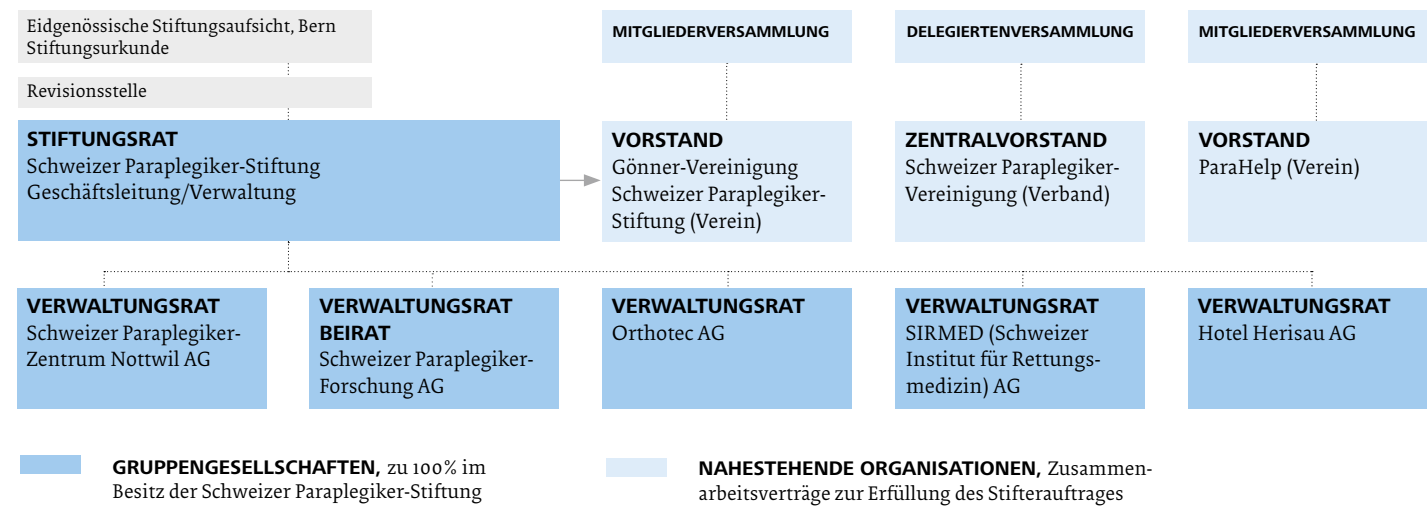 Eidgenössische Stiftungsaufsicht, Bern
Stiftungsurkunde
Revisionsstelle
STIFTUNGSRAT
Schweizer Paraplegiker-Stiftung
Geschäftsleitung/Verwaltung
MITGLIEDERVERSAMMLUNG
VORSTAND
Gönner-Vereinigung
Schweizer Paraplegiker-
Stiftung (Verein)
DELEGIERTENVERSAMMLUNG
ZENTRALVORSTAND
Schweizer Paraplegiker-
Vereinigung (Verband)
MITGLIEDERVERSAMMLUNG
VORSTAND
ParaHelp (Verein)
VERWALTUNGSRAT
Schweizer Paraplegiker-
Zentrum Nottwil AG
VERWALTUNGSRAT
BEIRAT
Schweizer Paraplegiker-
Forschung AG
VERWALTUNGSRAT
Orthotec AG
VERWALTUNGSRAT
SIRMED (Schweizer
Institut für Rettungs-
medizin) AG
VERWALTUNGSRAT
Hotel Herisau AG
GRUPPENGESELLSCHAFTEN, zu 100% im
Besitz der Schweizer Paraplegiker-Stiftung
NAHESTEHENDE ORGANISATIONEN, Zusammen-
arbeitsverträge zur Erfüllung des Stifterauftrages